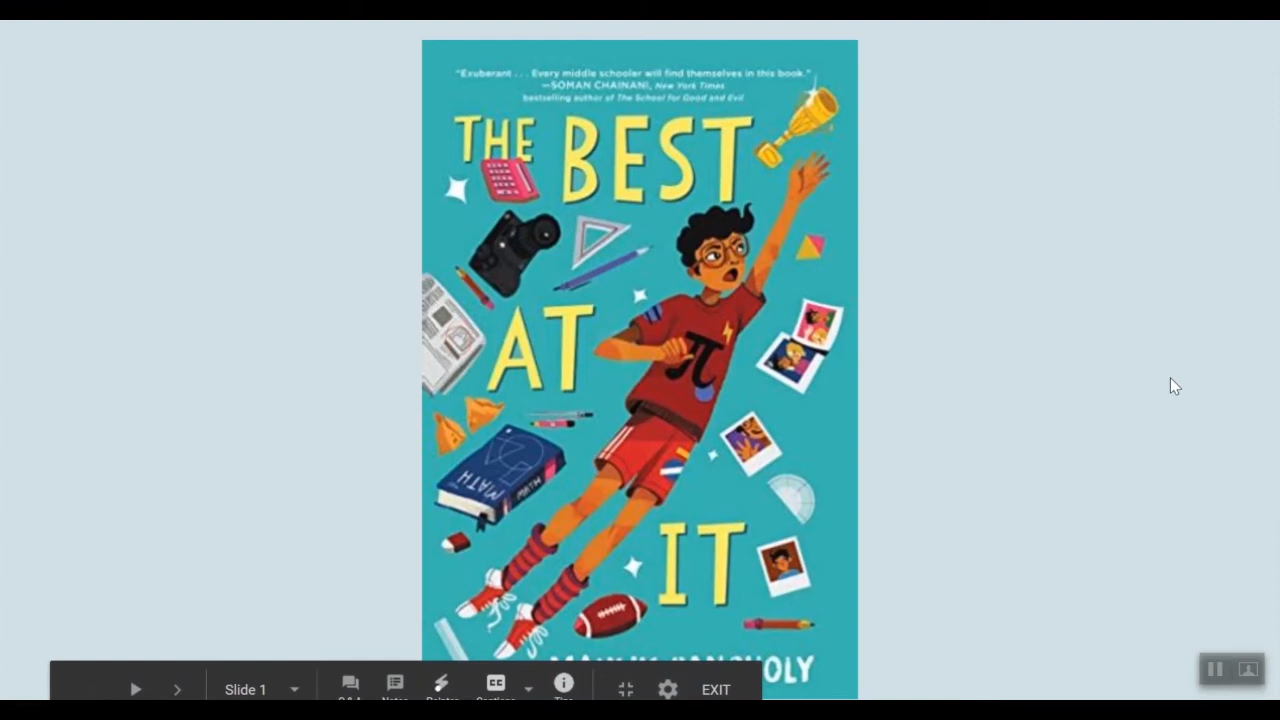 "Exuberant . . . Every middle schooler will find themselves in this book."
—SOMAN CHAINANI, New York Times
bestselling author of The School for Good and Evil
THE BEST
AT
MATH
MATH
π
IT
Slide 1
CC
EXIT